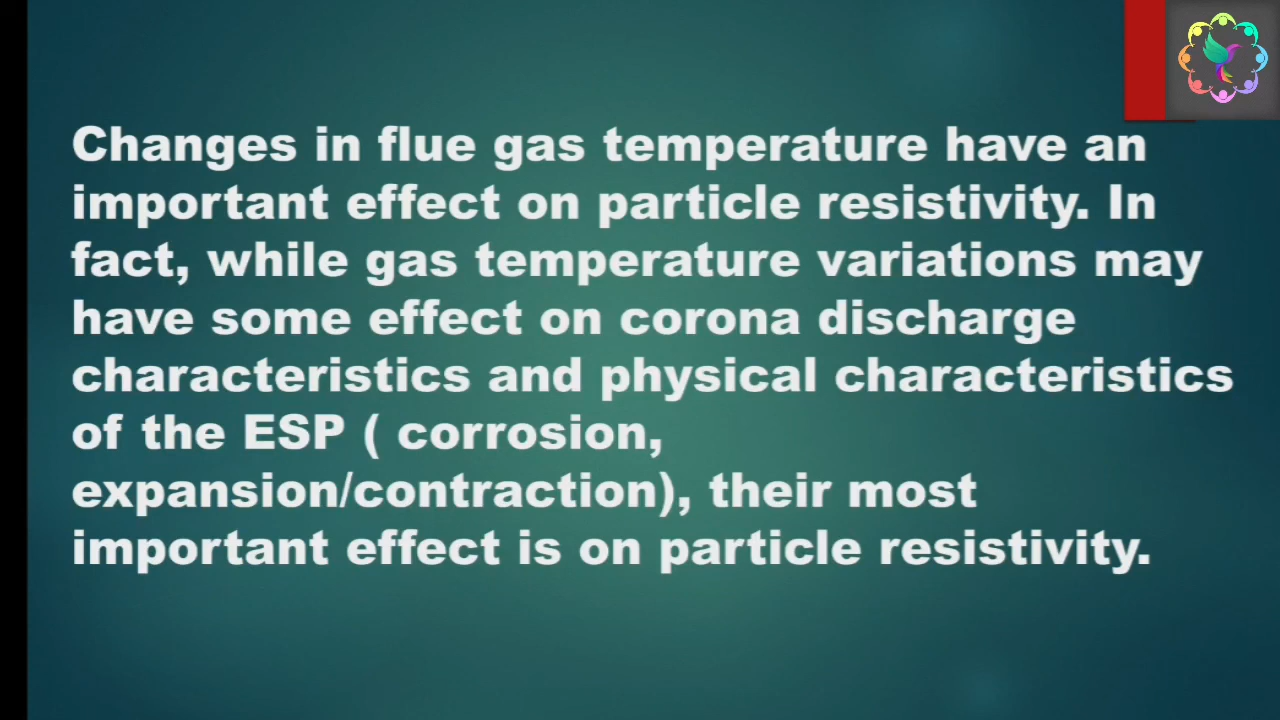 Changes in flue gas temperature have an
important effect on particle resistivity. In
fact, while gas temperature variations may
have some effect on corona discharge
characteristics and physical characteristics
of the ESP ( corrosion,
expansion/contraction), their most
important effect is on particle resistivity.